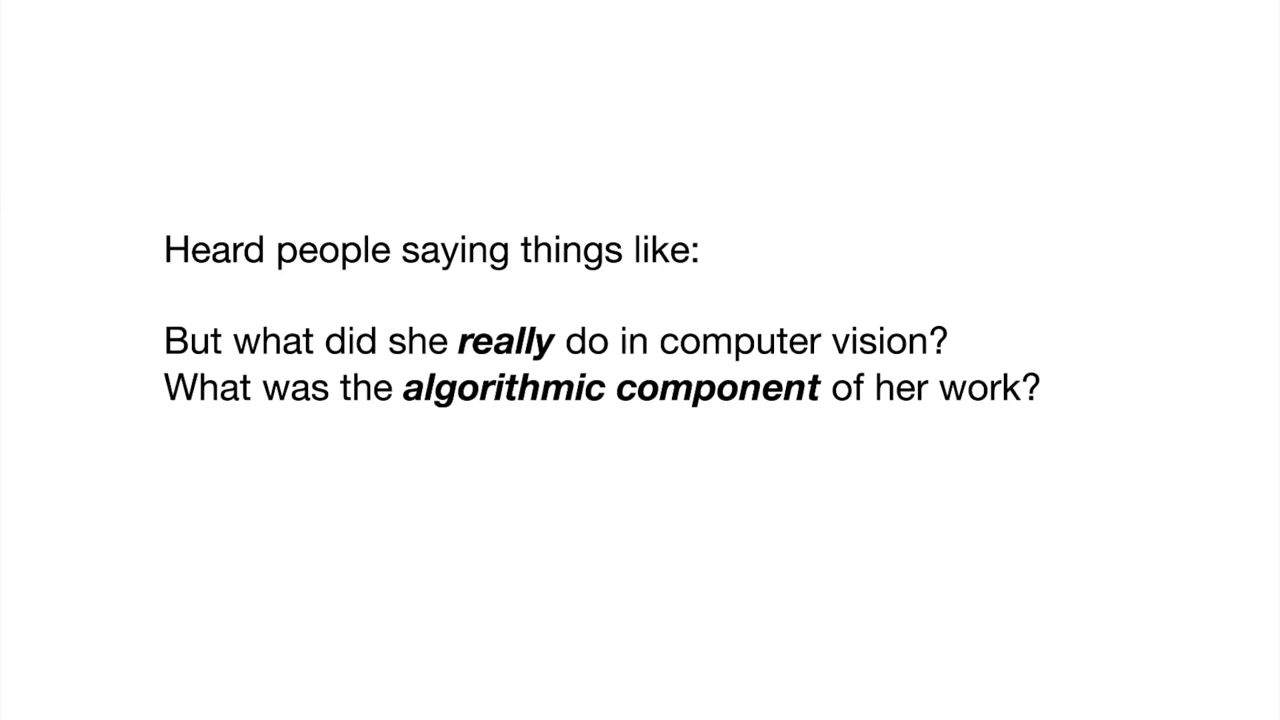 Heard people saying things like:
But what did she really do in computer vision?
What was the algorithmic component of her work?